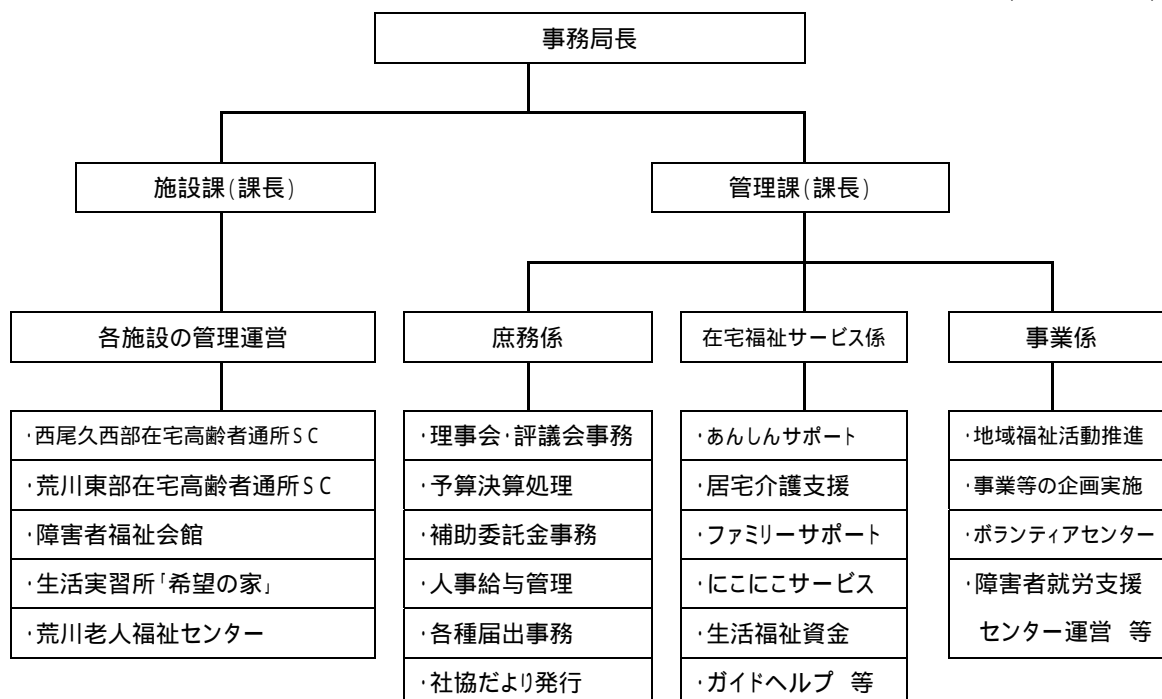 事務局長
施設課(課長)
管理課(課長)
各施設の管理運営
庶務係
在宅福祉サービス係
事業係
・西尾久西部在宅高齢者通所SC
・荒川東部在宅高齢者通所SC
・障害者福祉会館
・生活実習所「希望の家」
・荒川老人福祉センター
・理事会・評議会事務
・予算決算処理
・補助委託金事務
・人事給与管理
・各種届出事務
・社協だより発行
・あんしんサポート
・居宅介護支援
・ファミリーサポート
・にこにこサービス
・生活福祉資金
・ガイドヘルプ 等
・地域福祉活動推進
・事業等の企画実施
・ボランティアセンター
・障害者就労支援
センター運営 等